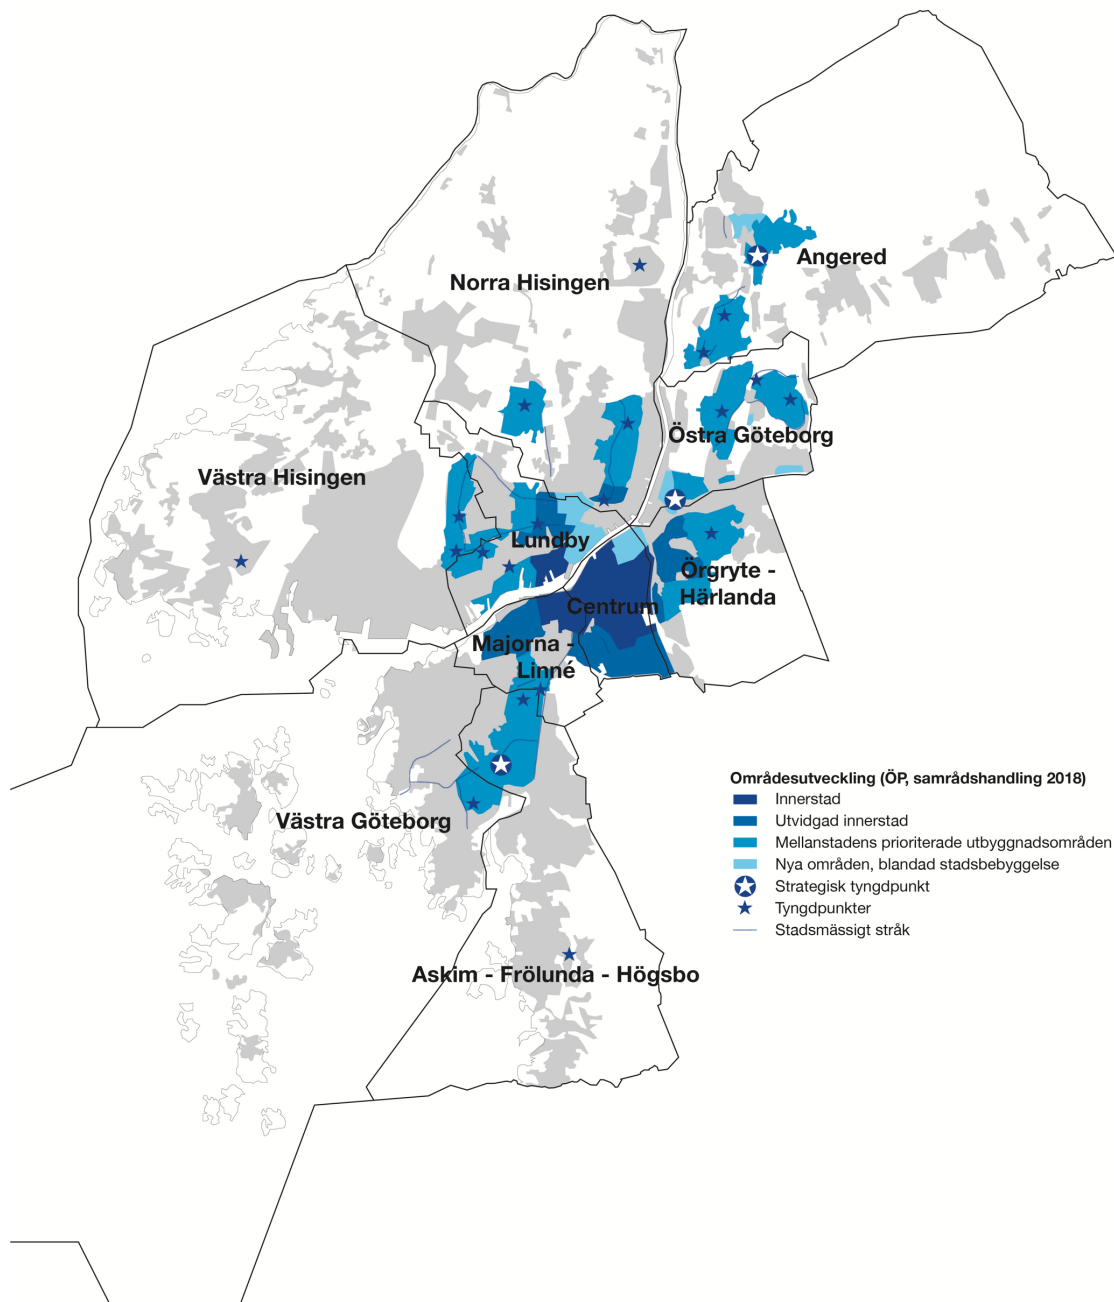 Angered
Norra Hisingen
Östra Göteborg
Västra Hisingen
Lundby
Örgryte -
Härlanda
Centrum
Majorna -
Linné
Västra Göteborg
Askim - Frölunda - Högsbo
Områdesutveckling (ÖP, samrådshandling 2018)
Innerstad
Utvidgad innerstad
Mellanstadens prioriterade utbyggnadsområden
Nya områden, blandad stadsbebyggelse
Strategisk tyngdpunkt
Tyngdpunkter
Stadsmässigt stråk